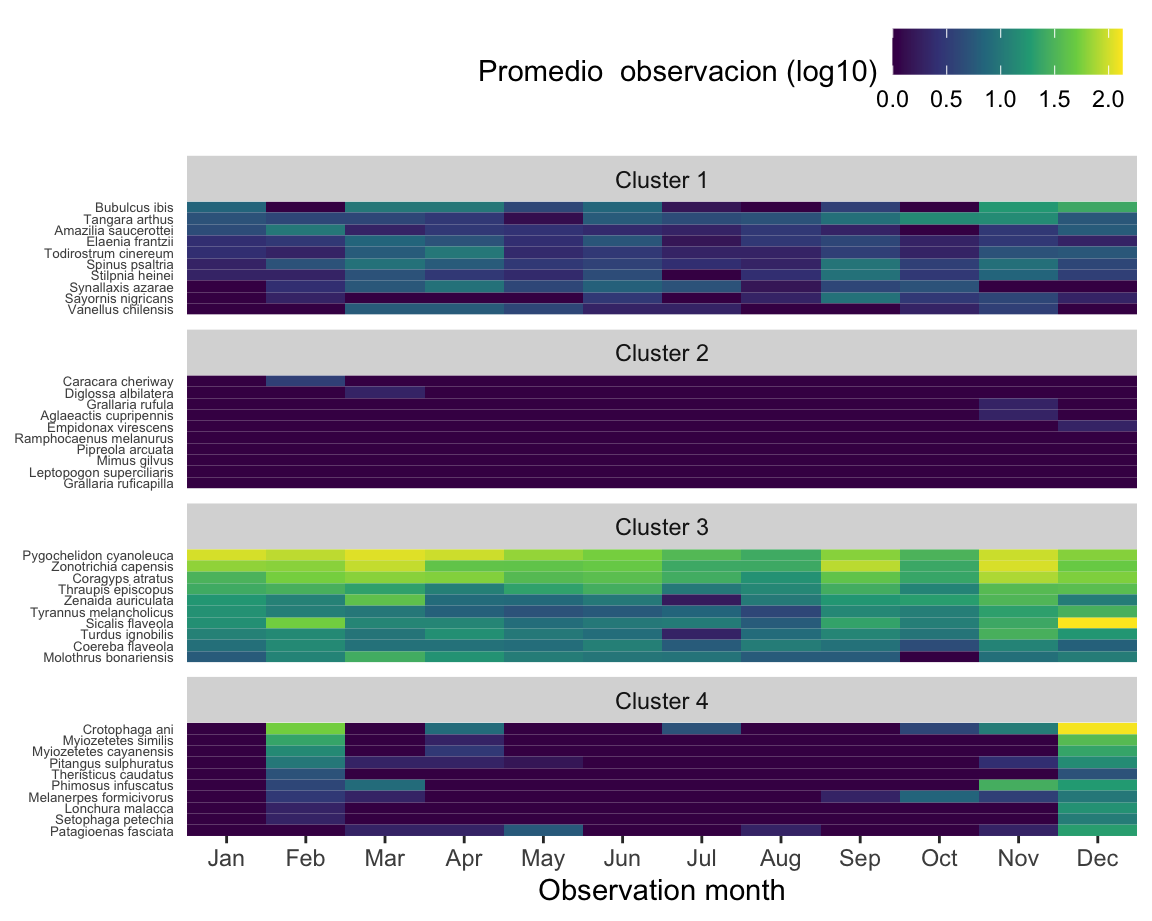 Promedio  observacion (log10)
0.0 0.5 1.0 1.5 2.0
Cluster 1
Bubulcus ibis
Tangara arthus
Amazilia saucerottei
Elaenia frantzii
Todirostrum cinereum
Spinus psaltria
Stilpnia heinei
Synallaxis azarae
Sayornis nigricans
Vanellus chilensis
Cluster 2
Caracara cheriway
Diglossa albilatera
Grallaria rufula
Aglaeactis cupripennis
Empidonax virescens
Ramphocaenus melanurus
Pipreola arcuata
Mimus gilvus
Leptopogon superciliaris
Grallaria ruficapilla
Cluster 3
Pygochelidon cyanoleuca
Zonotrichia capensis
Coragyps atratus
Thraupis episcopus
Zenaida auriculata
Tyrannus melancholicus
Sicalis flaveola
Turdus ignobilis
Coereba flaveola
Molothrus bonariensis
Cluster 4
Crotophaga ani
Myiozetetes similis
Myiozetetes cayanensis
Pitangus sulphuratus
Theristicus caudatus
Phimosus infuscatus
Melanerpes formicivorus
Lonchura malacca
Setophaga petechia
Patagioenas fasciata
Jan Feb Mar Apr May Jun Jul Aug Sep Oct Nov Dec
Observation month